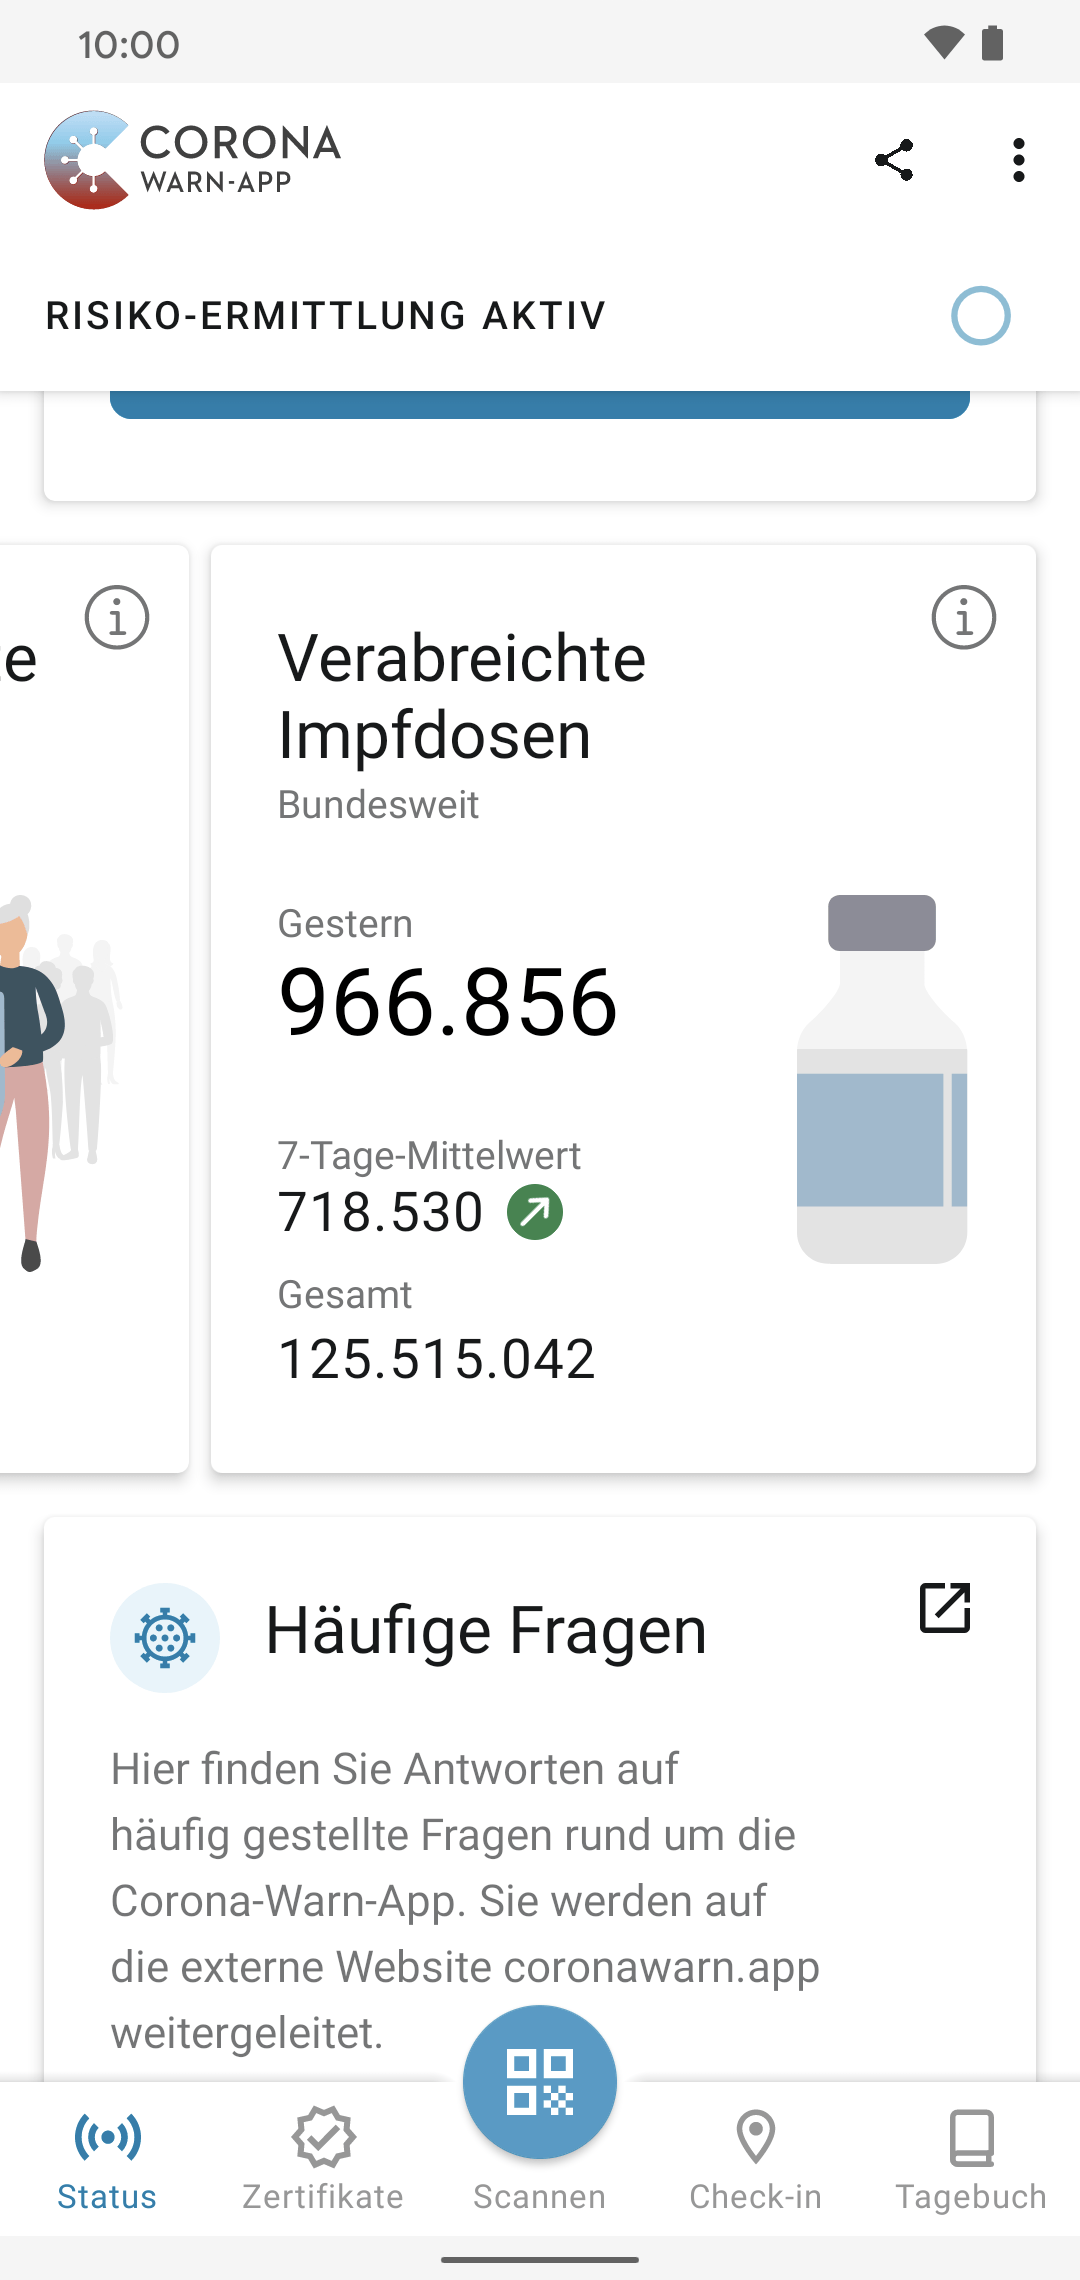 10:00
CORONA
WARN-APP
RISIKO-ERMITTLUNG AKTIV
Verabreichte
Impfdosen
Bundesweit
Gestern
966.856
7-Tage-Mittelwert
718.530
Gesamt
125.515.042
Häufige Fragen
Hier finden Sie Antworten auf
häufig gestellte Fragen rund um die
Corona-Warn-App. Sie werden auf
die externe Website coronawarn.app
weitergeleitet.
Status
Zertifikate
Scannen
Check-in
Tagebuch